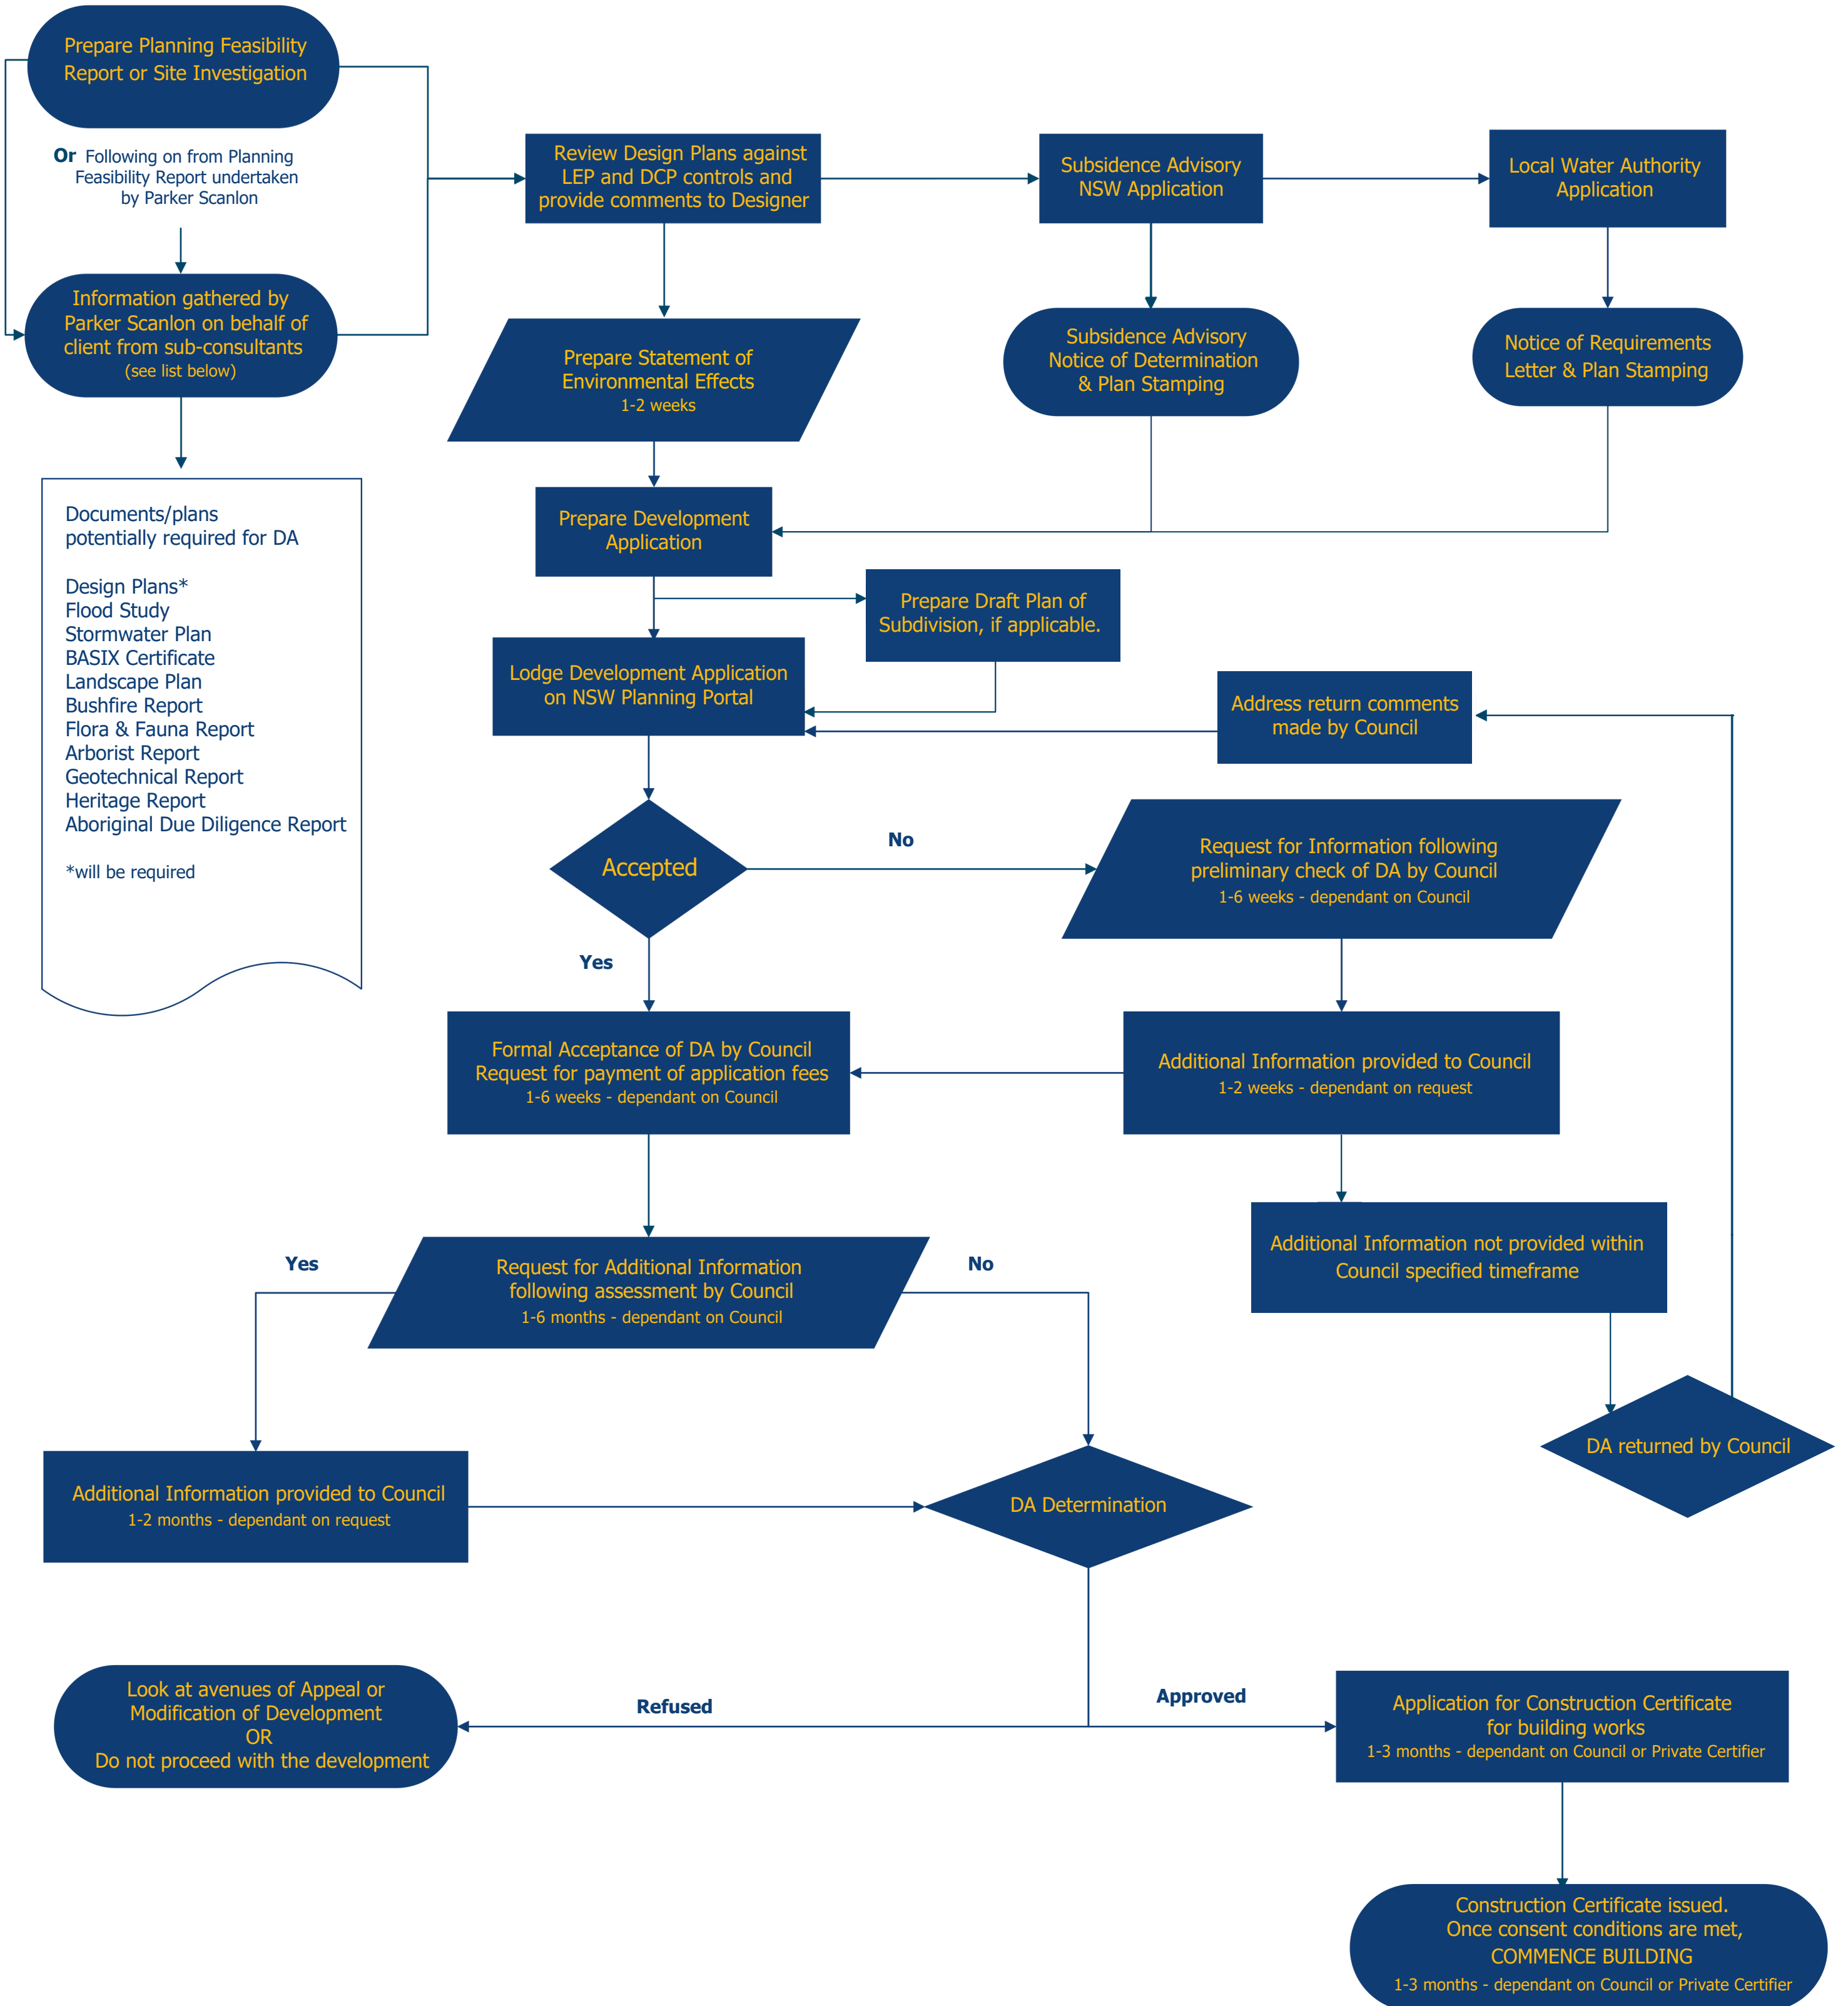 Prepare Planning Feasibility
Report or Site Investigation
Or Following on from Planning
Feasibility Report undertaken
by Parker Scanlon
Information gathered by
Parker Scanlon on behalf of
client from sub-consultants
(see list below)
Documents/plans
potentially required for DA
Design Plans*
Flood Study
Stormwater Plan
BASIX Certificate
Landscape Plan
Bushfire Report
Flora & Fauna Report
Arborist Report
Geotechnical Report
Heritage Report
Aboriginal Due Diligence Report
*will be required
Review Design Plans against
LEP and DCP controls and
provide comments to Designer
Subsidence Advisory
NSW Application
Local Water Authority
Application
Prepare Statement of
Environmental Effects
1-2 weeks
Subsidence Advisory
Notice of Determination
& Plan Stamping
Notice of Requirements
Letter & Plan Stamping
Prepare Development
Application
Prepare Draft Plan of
Subdivision, if applicable.
Lodge Development Application
on NSW Planning Portal
Address return comments
made by Council
Accepted
No
Request for Information following
preliminary check of DA by Council
1-6 weeks - dependant on Council
Yes
Formal Acceptance of DA by Council
Request for payment of application fees
1-6 weeks - dependant on Council
Additional Information provided to Council
1-2 weeks - dependant on request
Additional Information not provided within
Council specified timeframe
Yes
Request for Additional Information
following assessment by Council
1-6 months - dependant on Council
No
DA returned by Council
Additional Information provided to Council
1-2 months - dependant on request
DA Determination
Look at avenues of Appeal or
Modification of Development
OR
Do not proceed with the development
Refused
Approved
Application for Construction Certificate
for building works
1-3 months - dependant on Council or Private Certifier
Construction Certificate issued.
Once consent conditions are met,
COMMENCE BUILDING
1-3 months - dependant on Council or Private Certifier